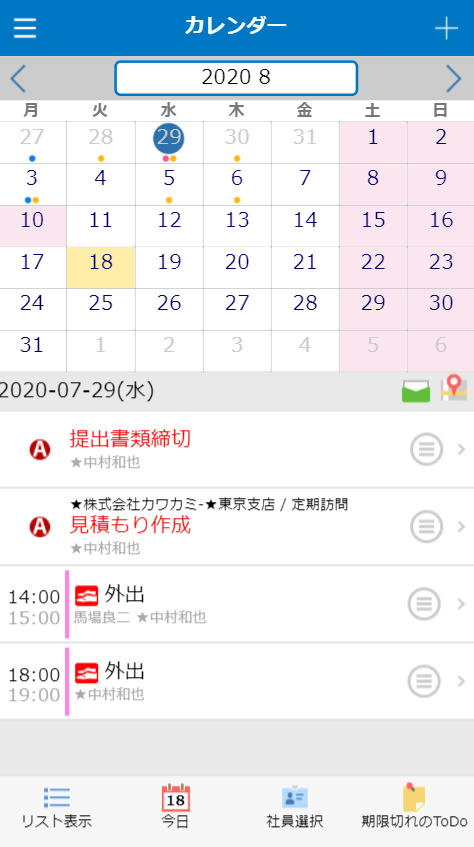 カレンダー
2020 8
月 火 水 木 金 土 日
27 28 29 30 31 1 2
3 4 5 6 7 8 9
10 11 12 13 14 15 16
17 18 19 20 21 22 23
24 25 26 27 28 29 30
31 1 2 3 4 5 6
2020-07-29(水)
A 提出書類締切
★中村和也
★株式会社カワカミ-★東京支店 / 定期訪問
A 見積もり作成
★中村和也
14:00 外出
15:00 馬場良二 ★中村和也
18:00 外出
19:00 ★中村和也
18
リスト表示 今日 社員選択 期限切れのToDo